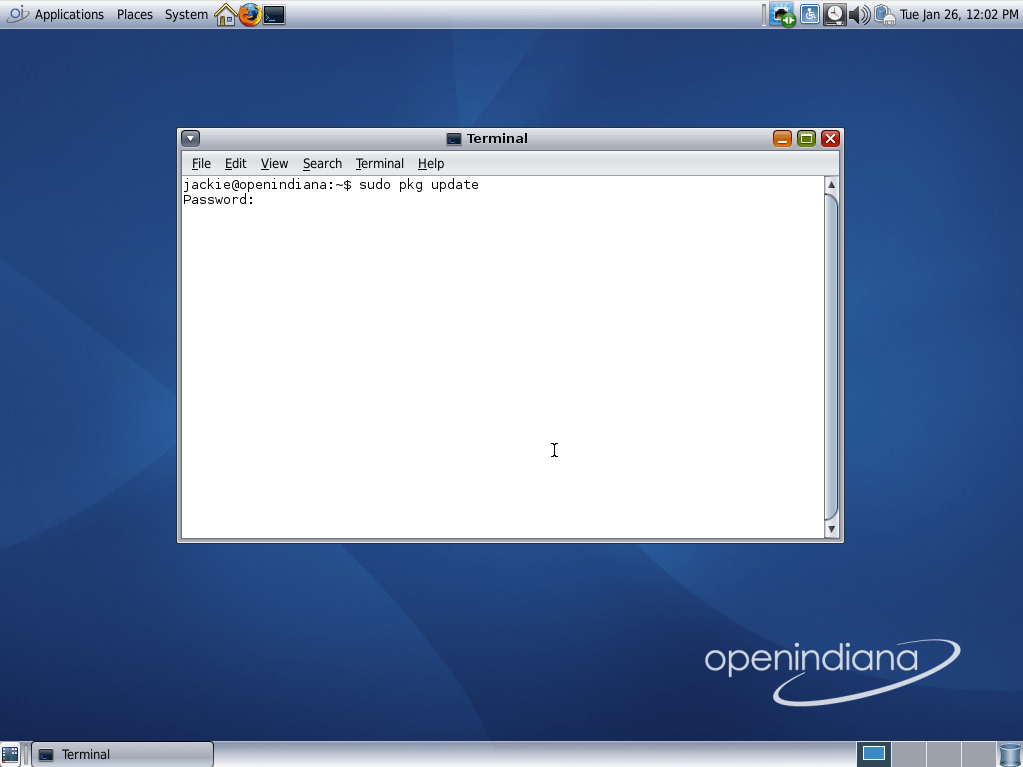 Applications Places System Tue Jan 26, 12:02 PM
Terminal
File Edit View Search Terminal Help
jackie@openindiana:~$ sudo pkg update
Password:
openindiana
Terminal